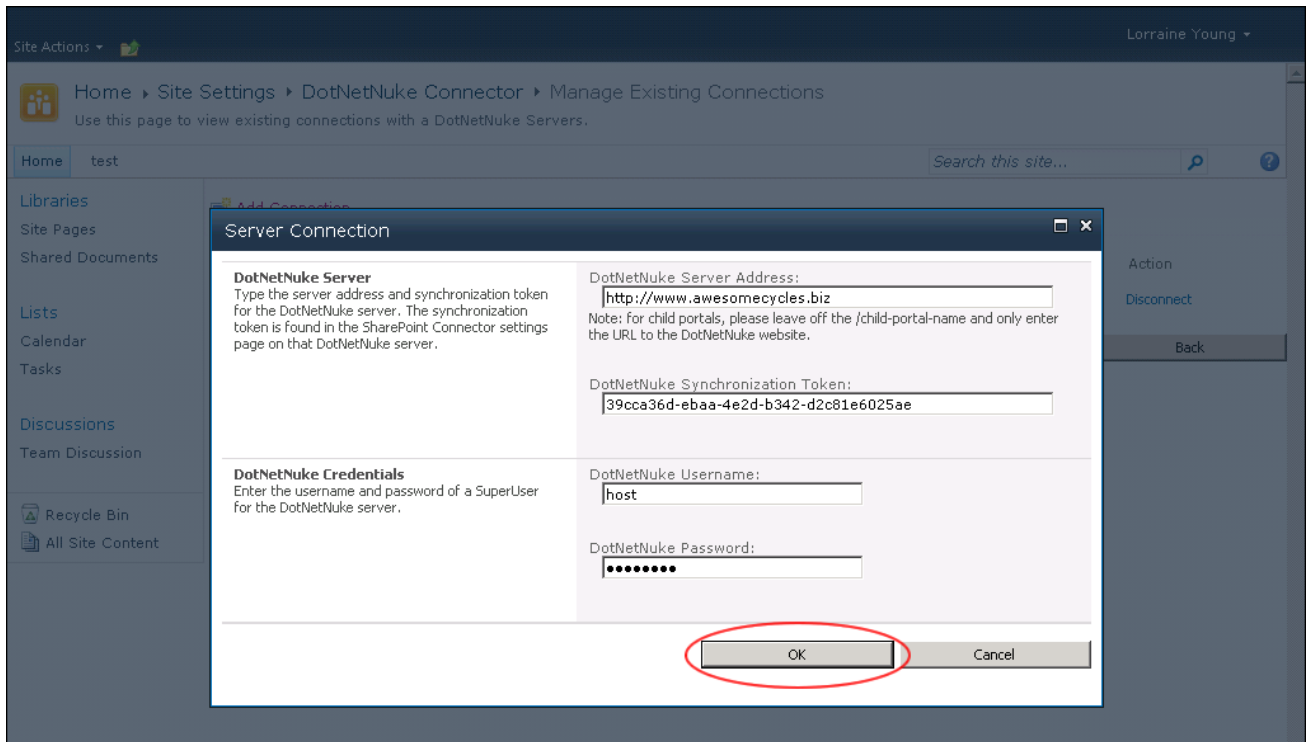 Lorraine Young
Site Actions
Home Site Settings DotNetNuke Connector Manage Existing Connections
Use this page to view existing connections with a DotNetNuke Servers.
Home test
Search this site...
Libraries
Site Pages
Shared Documents
Lists
Calendar
Tasks
Discussions
Team Discussion
Recycle Bin
All Site Content
Add Connection
Action
Disconnect
Back
Server Connection
DotNetNuke Server
Type the server address and synchronization token
for the DotNetNuke server. The synchronization
token is found in the SharePoint Connector settings
page on that DotNetNuke server.
DotNetNuke Server Address:
http://www.awesomecycles.biz
Note: for child portals, please leave off the /child-portal-name and only enter
the URL to the DotNetNuke website.
DotNetNuke Synchronization Token:
39cca36d-ebaa-4e2d-b342-d2c81e6025ae
DotNetNuke Credentials
Enter the username and password of a SuperUser
for the DotNetNuke server.
DotNetNuke Username:
host
DotNetNuke Password:
••••••••
OK Cancel